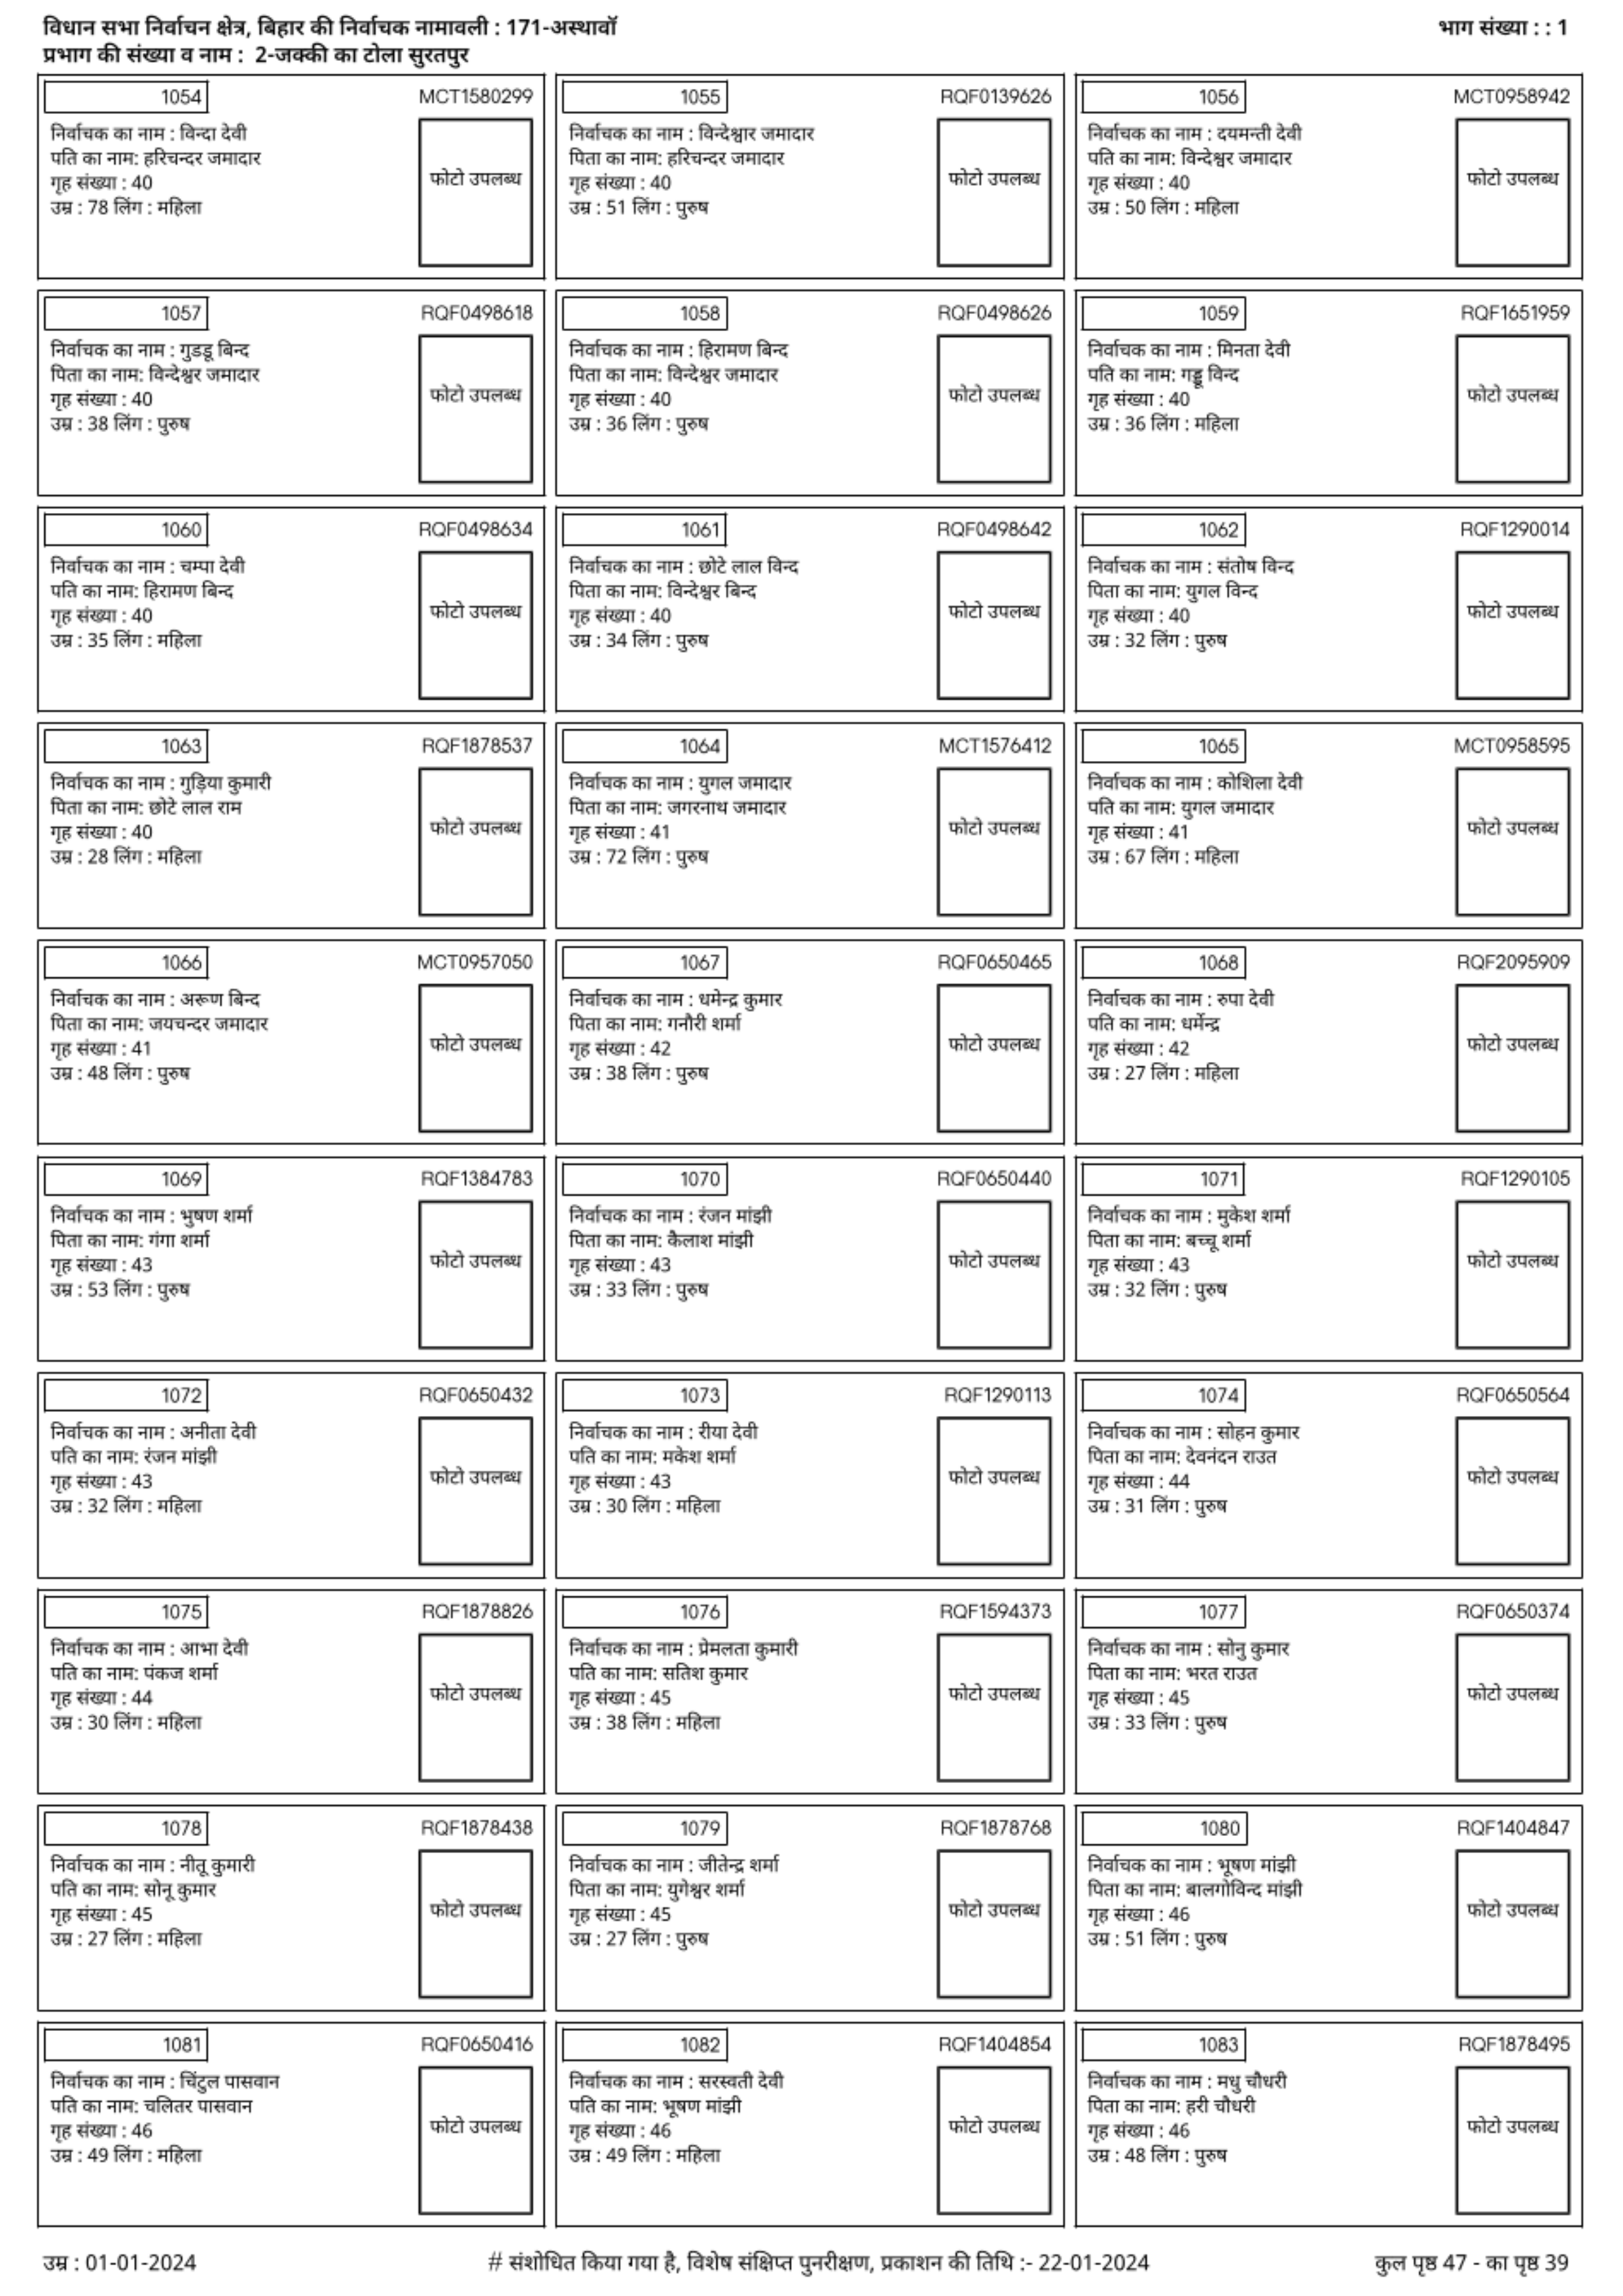 विधान सभा निर्वाचन क्षेत्र, बिहार की निर्वाचक नामावली : 171-अस्थावॉ
भाग संख्या : : 1
प्रभाग की संख्या व नाम : 2-जक्की का टोला सुरतपुर
1054 MCT1580299
निर्वाचक का नाम : विन्दा देवी
पति का नाम: हरिचन्दर जमादार
गृह संख्या : 40
फोटो उपलब्ध
उम्र : 78 लिंग : महिला
1055 RQF0139626
निर्वाचक का नाम : विन्देश्वार जमादार
पिता का नाम: हरिचन्दर जमादार
गृह संख्या : 40
फोटो उपलब्ध
उम्र : 51 लिंग : पुरुष
1056 MCT0958942
निर्वाचक का नाम : दयमन्ती देवी
पति का नाम: विन्देश्वर जमादार
गृह संख्या : 40
फोटो उपलब्ध
उम्र : 50 लिंग : महिला
1057 RQF0498618
निर्वाचक का नाम : गुडडू बिन्द
पिता का नाम: विन्देश्वर जमादार
गृह संख्या : 40
फोटो उपलब्ध
उम्र : 38 लिंग : पुरुष
1058 RQF0498626
निर्वाचक का नाम : हिरामण बिन्द
पिता का नाम: विन्देश्वर जमादार
गृह संख्या : 40
फोटो उपलब्ध
उम्र : 36 लिंग : पुरुष
1059 RQF1651959
निर्वाचक का नाम : मिनता देवी
पति का नाम: गड्डू विन्द
गृह संख्या : 40
फोटो उपलब्ध
उम्र : 36 लिंग : महिला
1060 RQF0498634
निर्वाचक का नाम : चम्पा देवी
पति का नाम: हिरामण बिन्द
गृह संख्या : 40
फोटो उपलब्ध
उम्र : 35 लिंग : महिला
1061 RQF0498642
निर्वाचक का नाम : छोटे लाल विन्द
पिता का नाम: विन्देश्वर बिन्द
गृह संख्या : 40
फोटो उपलब्ध
उम्र : 34 लिंग : पुरुष
1062 RQF1290014
निर्वाचक का नाम : संतोष विन्द
पिता का नाम: युगल विन्द
गृह संख्या : 40
फोटो उपलब्ध
उम्र : 32 लिंग : पुरुष
1063 RQF1878537
निर्वाचक का नाम : गुड़िया कुमारी
पिता का नाम: छोटे लाल राम
गृह संख्या : 40
फोटो उपलब्ध
उम्र : 28 लिंग : महिला
1064 MCT1576412
निर्वाचक का नाम : युगल जमादार
पिता का नाम: जगरनाथ जमादार
गृह संख्या : 41
फोटो उपलब्ध
उम्र : 72 लिंग : पुरुष
1065 MCT0958595
निर्वाचक का नाम : कोशिला देवी
पति का नाम: युगल जमादार
गृह संख्या : 41
फोटो उपलब्ध
उम्र : 67 लिंग : महिला
1066 MCT0957050
निर्वाचक का नाम : अरूण बिन्द
पिता का नाम: जयचन्दर जमादार
गृह संख्या : 41
फोटो उपलब्ध
उम्र : 48 लिंग : पुरुष
1067 RQF0650465
निर्वाचक का नाम : धमेन्द्र कुमार
पिता का नाम: गनौरी शर्मा
गृह संख्या : 42
फोटो उपलब्ध
उम्र : 38 लिंग : पुरुष
1068 RQF2095909
निर्वाचक का नाम : रुपा देवी
पति का नाम: धर्मेन्द्र
गृह संख्या : 42
फोटो उपलब्ध
उम्र : 27 लिंग : महिला
1069 RQF1384783
निर्वाचक का नाम : भुषण शर्मा
पिता का नाम: गंगा शर्मा
गृह संख्या : 43
फोटो उपलब्ध
उम्र : 53 लिंग : पुरुष
1070 RQF0650440
निर्वाचक का नाम : रंजन मांझी
पिता का नाम: कैलाश मांझी
गृह संख्या : 43
फोटो उपलब्ध
उम्र : 33 लिंग : पुरुष
1071 RQF1290105
निर्वाचक का नाम : मुकेश शर्मा
पिता का नाम: बच्चू शर्मा
गृह संख्या : 43
फोटो उपलब्ध
उम्र : 32 लिंग : पुरुष
1072 RQF0650432
निर्वाचक का नाम : अनीता देवी
पति का नाम: रंजन मांझी
गृह संख्या : 43
फोटो उपलब्ध
उम्र : 32 लिंग : महिला
1073 RQF1290113
निर्वाचक का नाम : रीया देवी
पति का नाम: मकेश शर्मा
गृह संख्या : 43
फोटो उपलब्ध
उम्र : 30 लिंग : महिला
1074 RQF0650564
निर्वाचक का नाम : सोहन कुमार
पिता का नाम: देवनंदन राउत
गृह संख्या : 44
फोटो उपलब्ध
उम्र : 31 लिंग : पुरुष
1075 RQF1878826
निर्वाचक का नाम : आभा देवी
पति का नाम: पंकज शर्मा
गृह संख्या : 44
फोटो उपलब्ध
उम्र : 30 लिंग : महिला
1076 RQF1594373
निर्वाचक का नाम : प्रेमलता कुमारी
पति का नाम: सतिश कुमार
गृह संख्या : 45
फोटो उपलब्ध
उम्र : 38 लिंग : महिला
1077 RQF0650374
निर्वाचक का नाम : सोनु कुमार
पिता का नाम: भरत राउत
गृह संख्या : 45
फोटो उपलब्ध
उम्र : 33 लिंग : पुरुष
1078 RQF1878438
निर्वाचक का नाम : नीतू कुमारी
पति का नाम: सोनू कुमार
गृह संख्या : 45
फोटो उपलब्ध
उम्र : 27 लिंग : महिला
1079 RQF1878768
निर्वाचक का नाम : जीतेन्द्र शर्मा
पिता का नाम: युगेश्वर शर्मा
गृह संख्या : 45
फोटो उपलब्ध
उम्र : 27 लिंग : पुरुष
1080 RQF1404847
निर्वाचक का नाम : भूषण मांझी
पिता का नाम: बालगोविन्द मांझी
गृह संख्या : 46
फोटो उपलब्ध
उम्र : 51 लिंग : पुरुष
1081 RQF0650416
निर्वाचक का नाम : चिंटुल पासवान
पति का नाम: चलितर पासवान
गृह संख्या : 46
फोटो उपलब्ध
उम्र : 49 लिंग : महिला
1082 RQF1404854
निर्वाचक का नाम : सरस्वती देवी
पति का नाम: भूषण मांझी
गृह संख्या : 46
फोटो उपलब्ध
उम्र : 49 लिंग : महिला
1083 RQF1878495
निर्वाचक का नाम : मधु चौधरी
पिता का नाम: हरी चौधरी
गृह संख्या : 46
फोटो उपलब्ध
उम्र : 48 लिंग : पुरुष
उम्र : 01-01-2024
# संशोधित किया गया है, विशेष संक्षिप्त पुनरीक्षण, प्रकाशन की तिथि :- 22-01-2024
कुल पृष्ठ 47 - का पृष्ठ 39